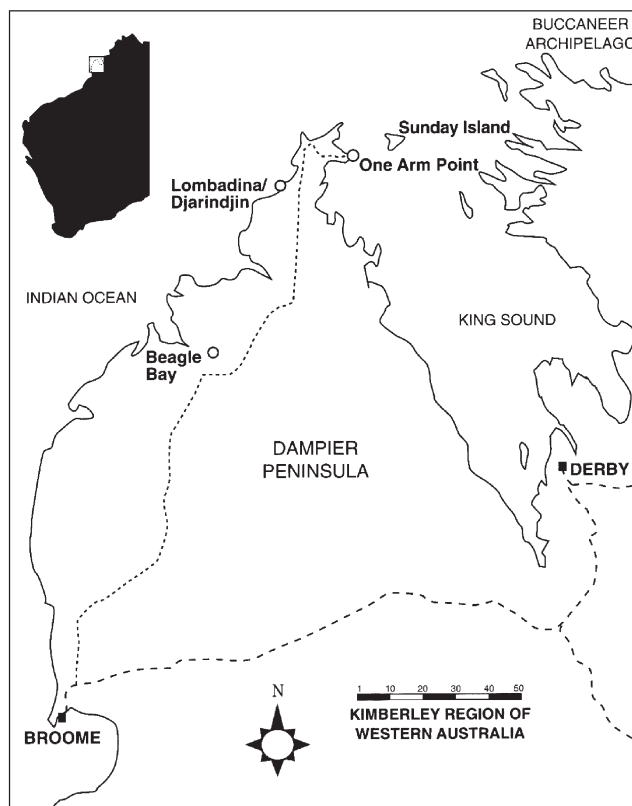 BUCCANEER
ARCHIPELAGO
Sunday Island
One Arm Point
Lombadina/
Djarindjin
INDIAN OCEAN
KING SOUND
Beagle
Bay
DAMPIER
PENINSULA
DERBY
N
1 10 20 30 40 50
KIMBERLEY REGION OF
WESTERN AUSTRALIA
BROOME